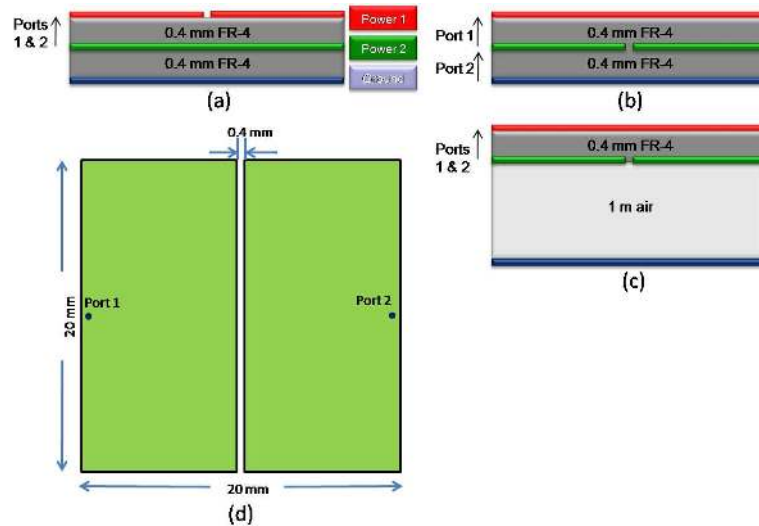 Ports
1 & 2
0.4 mm FR-4
0.4 mm FR-4
Power 1
Power 2
Ground
(a)
Port 1
Port 2
0.4 mm FR-4
0.4 mm FR-4
(b)
Ports
1 & 2
0.4 mm FR-4
1 m air
(c)
0.4 mm
20 mm
Port 1
Port 2
20 mm
(d)